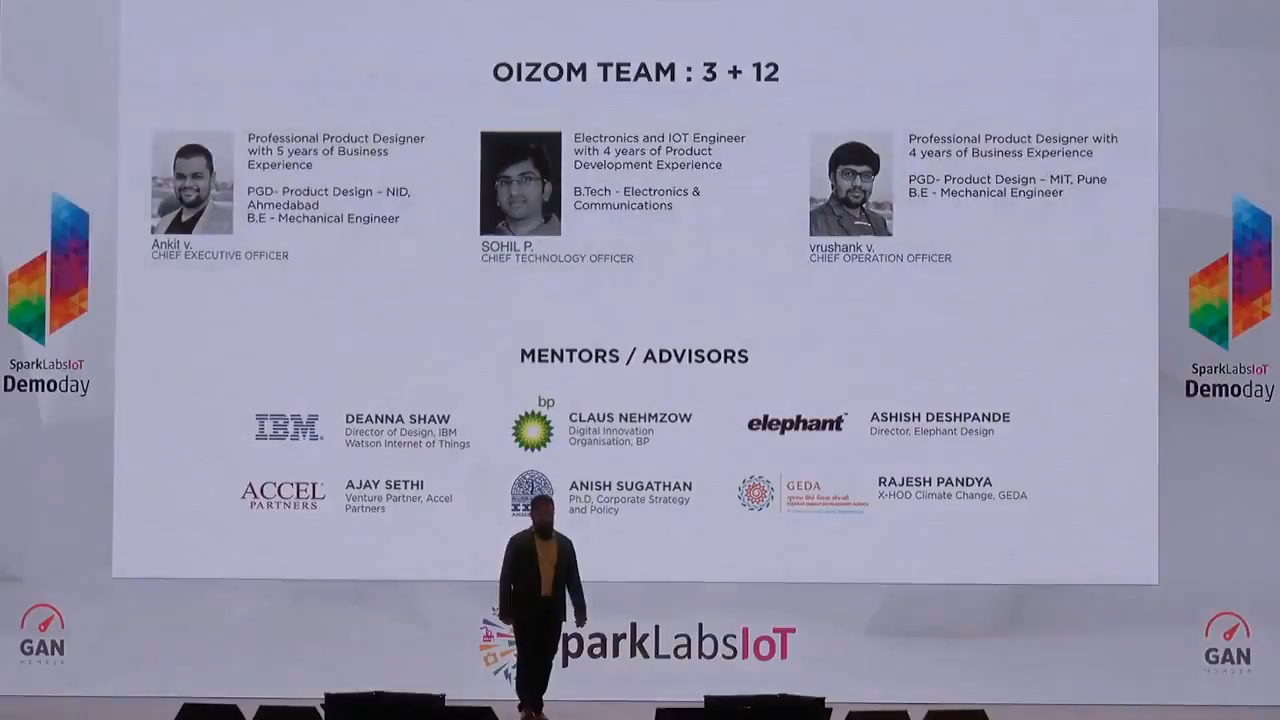 OIZOM TEAM : 3 + 12
Professional Product Designer
with 5 years of Business
Experience
PGD- Product Design – NID,
Ahmedabad
B.E - Mechanical Engineer
Ankit v.
CHIEF EXECUTIVE OFFICER
Electronics and IOT Engineer
with 4 years of Product
Development Experience
B.Tech - Electronics &
Communications
SOHIL P.
CHIEF TECHNOLOGY OFFICER
Professional Product Designer with
4 years of Business Experience
PGD- Product Design – MIT, Pune
B.E - Mechanical Engineer
vrushank v.
CHIEF OPERATION OFFICER
SparkLabsIoT
Demoday
SparkLabsIoT
Demoday
MENTORS / ADVISORS
IBM
DEANNA SHAW
Director of Design, IBM
Watson Internet of Things
bp
CLAUS NEHMZOW
Digital Innovation
Organisation, BP
elephant
ASHISH DESHPANDE
Director, Elephant Design
ACCEL
PARTNERS
AJAY SETHI
Venture Partner, Accel
Partners
ANISH SUGATHAN
Ph.D, Corporate Strategy
and Policy
GEDA
RAJESH PANDYA
X-HOD Climate Change, GEDA
GAN
MEMBER
parkLabsIoT
GAN
MEMBER